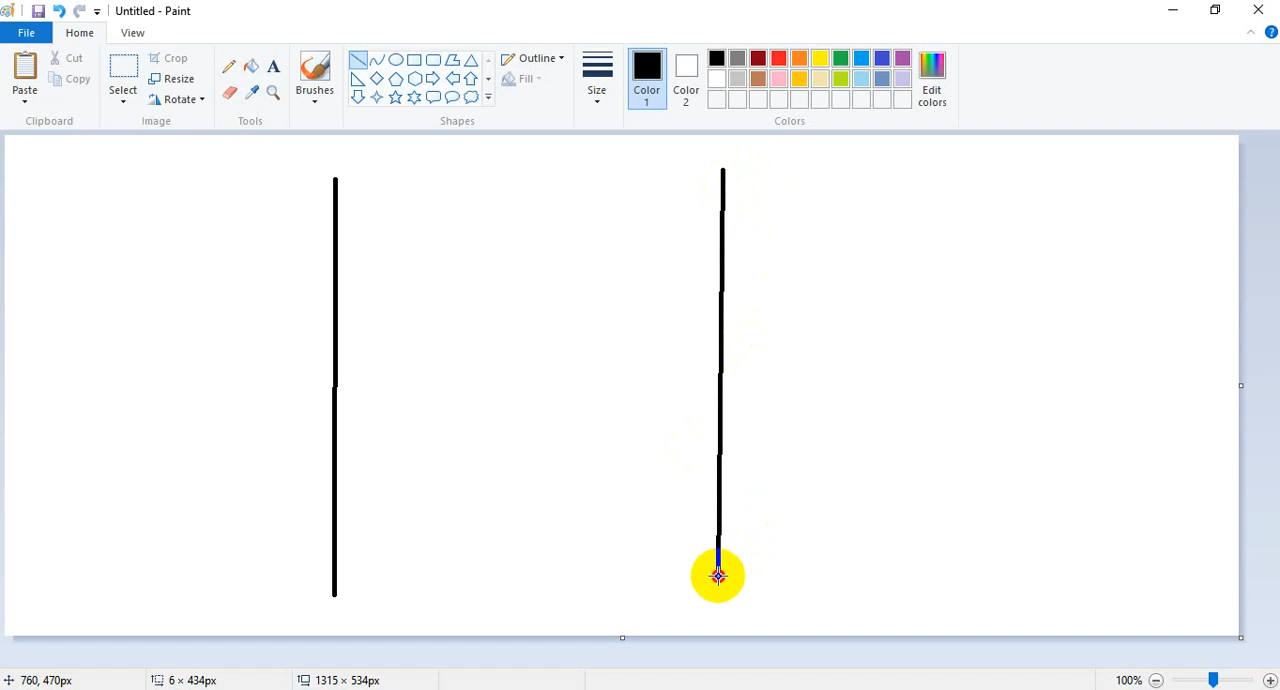 Untitled - Paint
File Home View
Paste
Cut
Copy
Clipboard
Select
Crop
Resize
Rotate
Image
A
Tools
Brushes
Outline
Fill
Shapes
Size
Color 1
Color 2
Edit colors
Colors
760, 470px
6 × 434px
1315 × 534px
100%